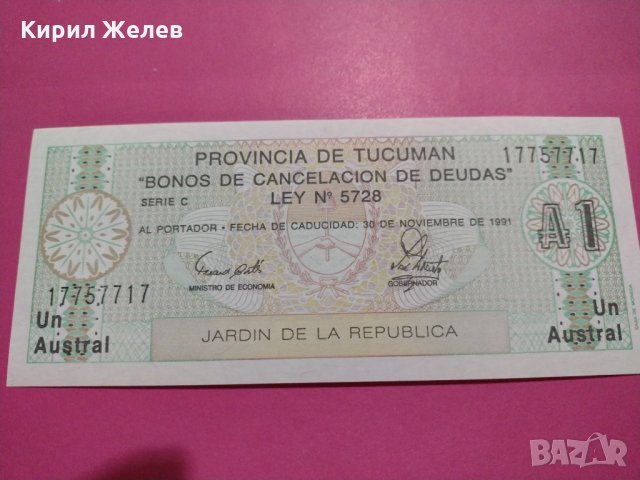 Кирил Желев
PROVINCIA DE TUCUMAN
17757717
"BONOS DE CANCELACION DE DEUDAS"
SERIE C
LEY Nº 5728
AL PORTADOR • FECHA DE CADUCIDAD: 30 DE NOVIEMBRE DE 1991
₳1
MINISTRO DE ECONOMIA
GOBERNADOR
17757717
Un
Austral
JARDIN DE LA REPUBLICA
Un
Austral
BAZAR